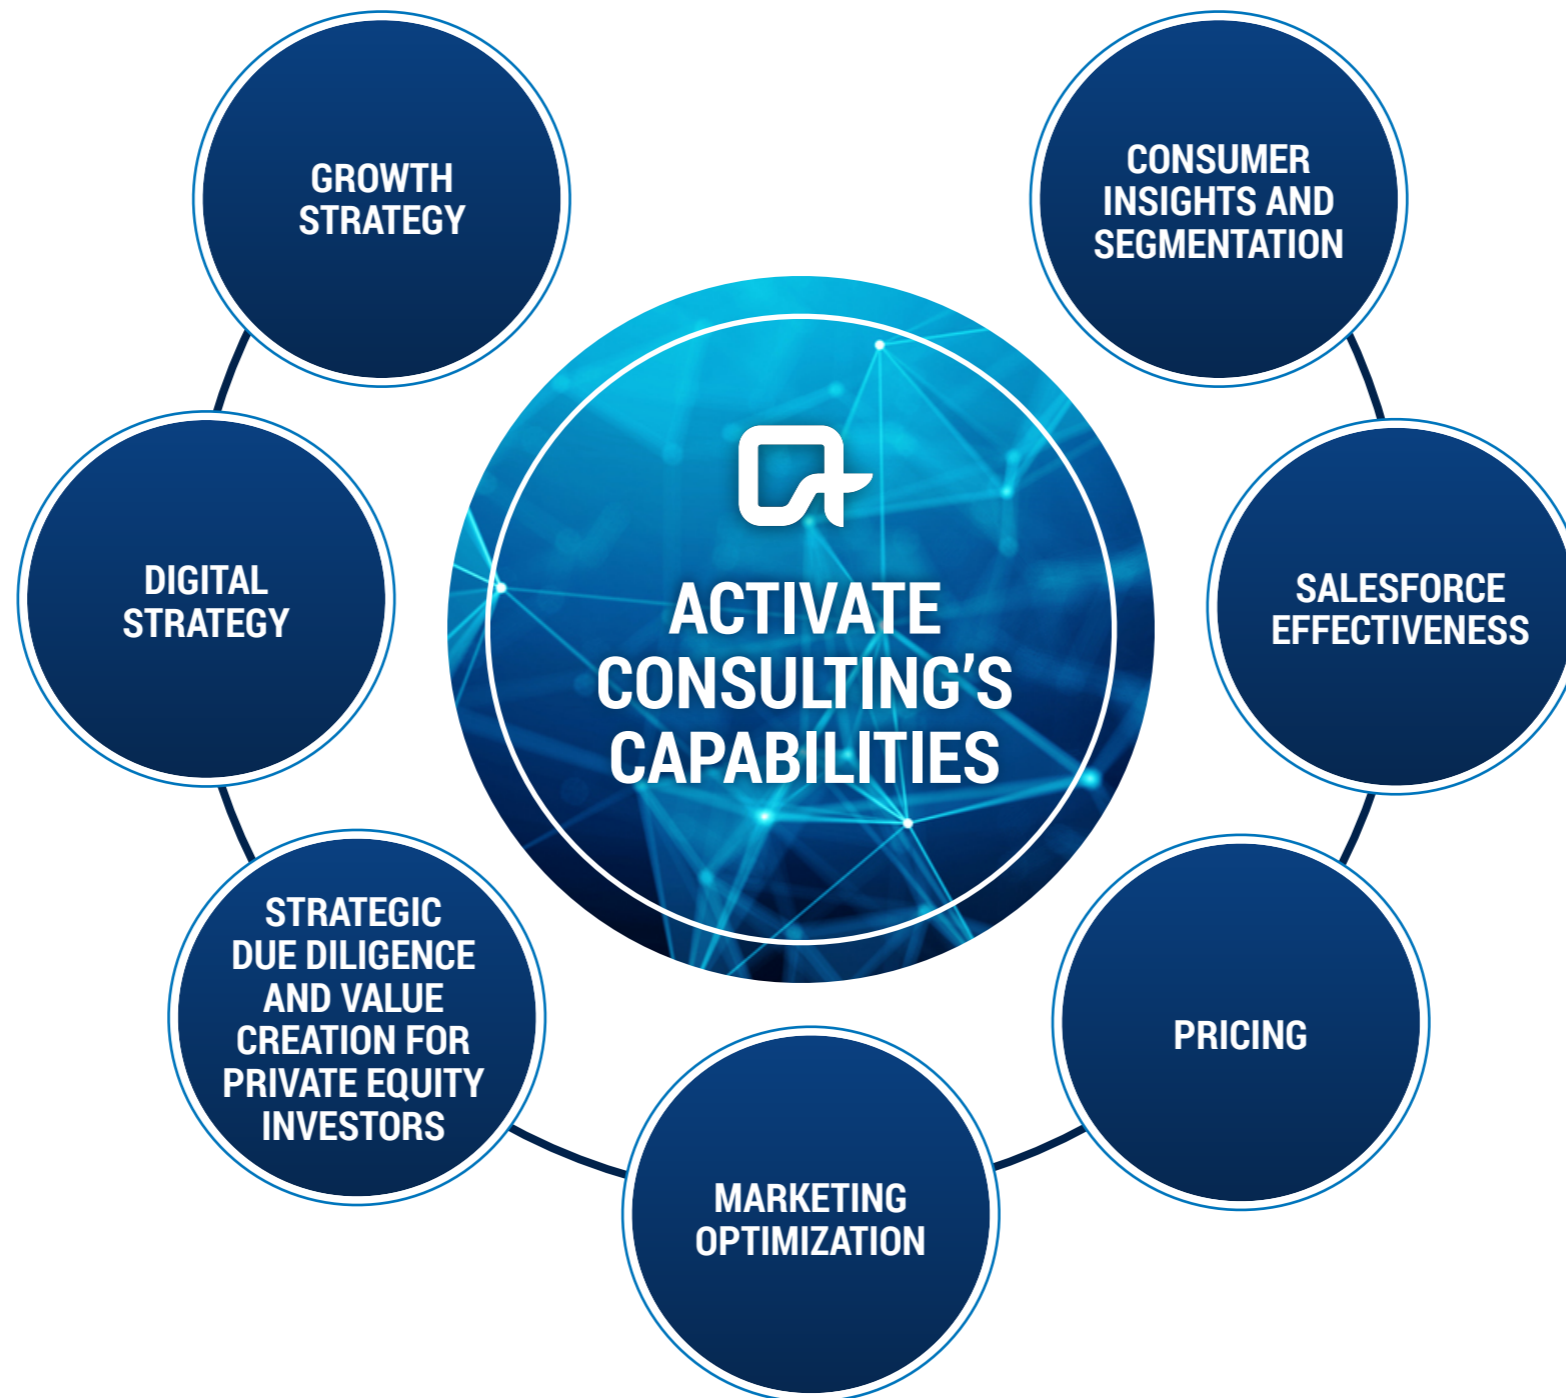 GROWTH
STRATEGY
CONSUMER
INSIGHTS AND
SEGMENTATION
ACTIVATE
CONSULTING’S
CAPABILITIES
DIGITAL
STRATEGY
SALESFORCE
EFFECTIVENESS
STRATEGIC
DUE DILIGENCE
AND VALUE
CREATION FOR
PRIVATE EQUITY
INVESTORS
PRICING
MARKETING
OPTIMIZATION